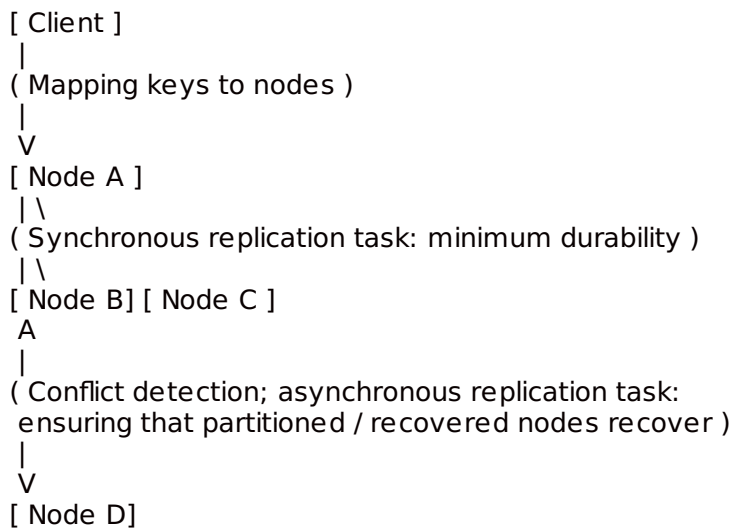 [ Client ]
|
( Mapping keys to nodes )
|
V
[ Node A ]
| \
( Synchronous replication task: minimum durability )
| \
[ Node B] [ Node C ]
A
|
( Conflict detection; asynchronous replication task:
ensuring that partitioned / recovered nodes recover )
|
V
[ Node D]